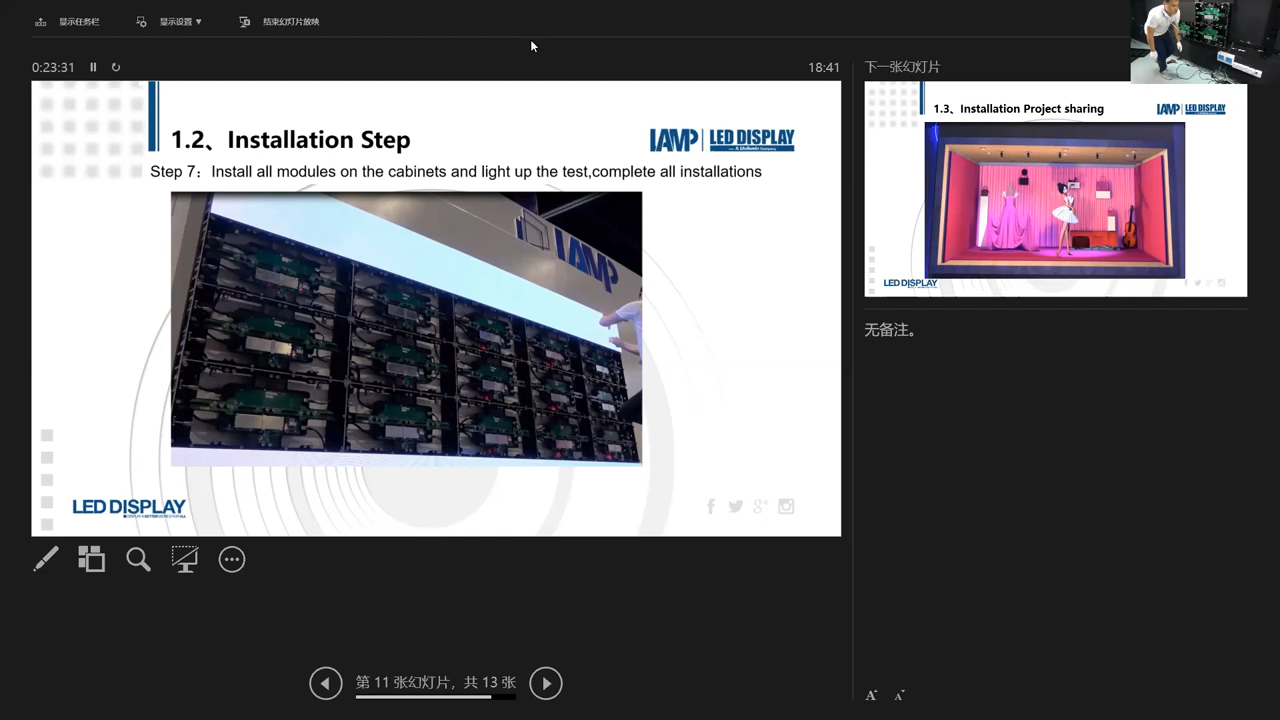 显示任务栏
显示设置 ▼
结束幻灯片放映
0:23:31
18:41
下一张幻灯片
1.2、Installation Step
IAMP LED DISPLAY
Step 7：Install all modules on the cabinets and light up the test,complete all installations
IAMP
LED DISPLAY
1.3、Installation Project sharing
IAMP LED DISPLAY
LED DISPLAY
无备注。
第 11 张幻灯片，共 13 张